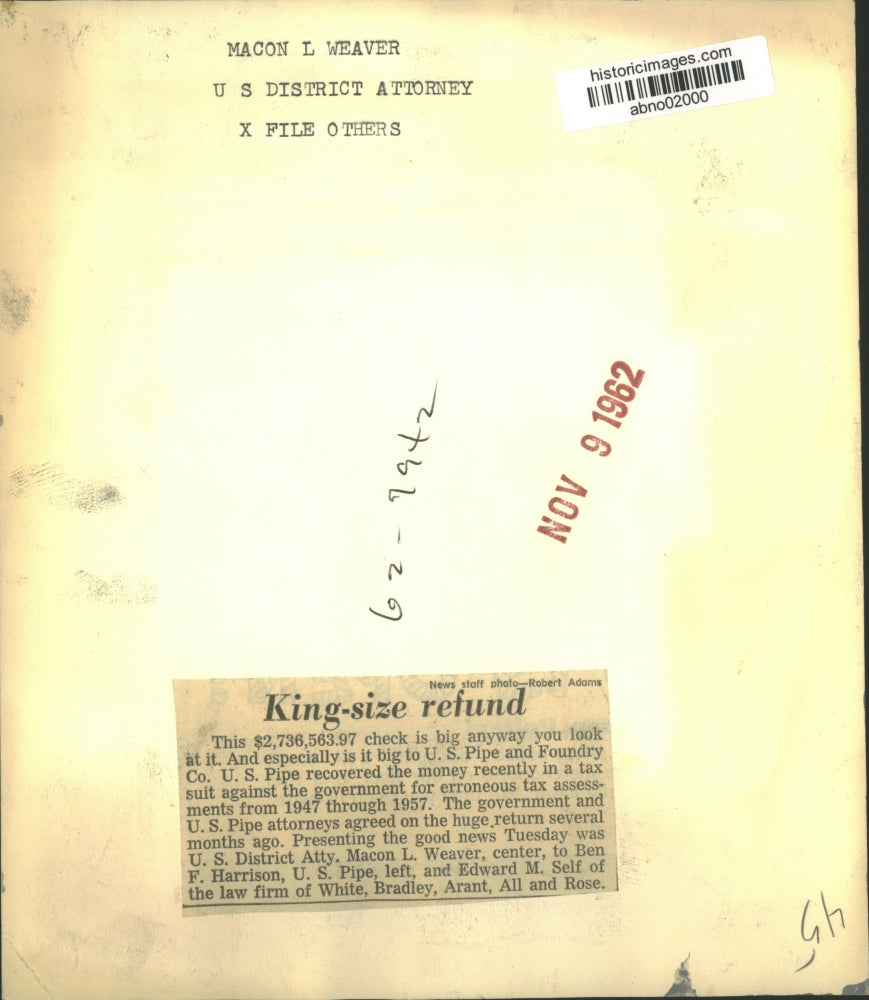 MACON L WEAVER
U S DISTRICT ATTORNEY
X FILE OTHERS
historicimages.com
abno02000
NOV 9 1962
62-7942
News staff photo—Robert Adams
King-size refund
This $2,736,563.97 check is big anyway you look
at it. And especially is it big to U. S. Pipe and Foundry
Co. U. S. Pipe recovered the money recently in a tax
suit against the government for erroneous tax assess-
ments from 1947 through 1957. The government and
U. S. Pipe attorneys agreed on the huge return several
months ago. Presenting the good news Tuesday was
U. S. District Atty. Macon L. Weaver, center, to Ben
F. Harrison, U. S. Pipe, left, and Edward M. Self of
the law firm of White, Bradley, Arant, All and Rose.